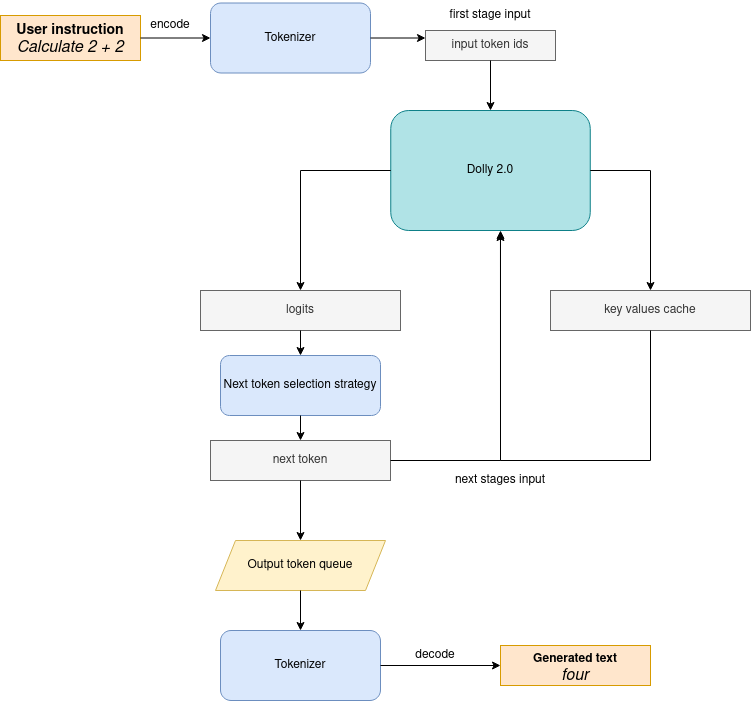 User instruction
Calculate 2 + 2
encode
Tokenizer
first stage input
input token ids
Dolly 2.0
logits
key values cache
Next token selection strategy
next token
next stages input
Output token queue
Tokenizer
decode
Generated text
four